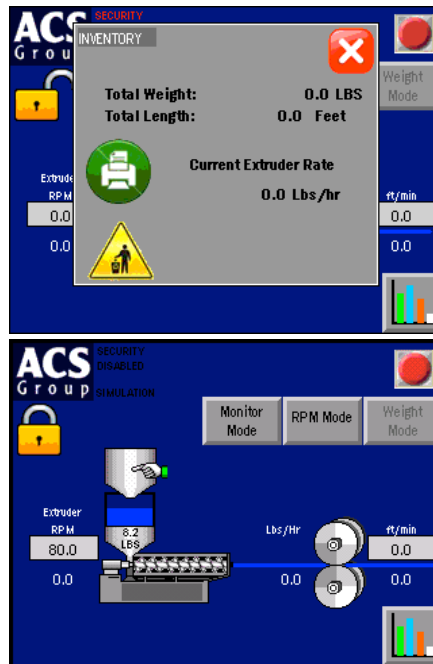 ACS
Group
SECURITY
INVENTORY
Total Weight: 0.0 LBS
Total Length: 0.0 Feet
Current Extruder Rate
0.0 Lbs/hr
Weight
Mode
Extrude
RPM
0.0
0.0
ft/min
0.0
0.0
ACS
Group
SECURITY
DISABLED
SIMULATION
Monitor
Mode
RPM Mode
Weight
Mode
Extruder
RPM
80.0
0.0
8.2
LBS
Lbs/Hr
0.0
ft/min
0.0
0.0